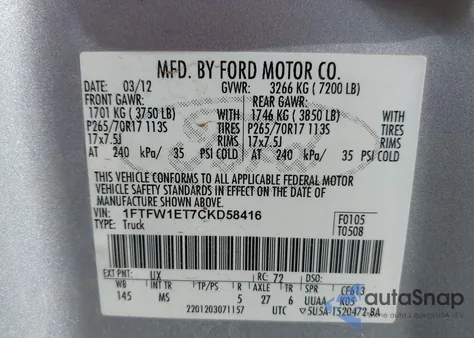 MFD. BY FORD MOTOR CO.
DATE: 03/12 GVWR: 3266 KG ( 7200 LB)
FRONT GAWR: REAR GAWR:
1701 KG ( 3750 LB) WITH 1746 KG ( 3850 LB) WITH
P265/70R17 113S TIRES P265/70R17 113S TIRES
17x7.5J RIMS 17x7.5J RIMS
AT 240 kPa/ 35 PSI COLD AT 240 kPa/ 35 PSI COLD
THIS VEHICLE CONFORMS TO ALL APPLICABLE FEDERAL MOTOR
VEHICLE SAFETY STANDARDS IN EFFECT ON THE DATE OF
MANUFACTURE SHOWN ABOVE.
VIN: 1FTFW1ET7CKD58416 F0105
TYPE: Truck T0508
EXT PNT: UX RC: 72 DSO:
WB INT TR TP/PS R AXLE TR SPR CF613
145 MS 5 27 6 UUAA K05
2201203071157 UTC 5U5A-1520472-BA
autoSnap